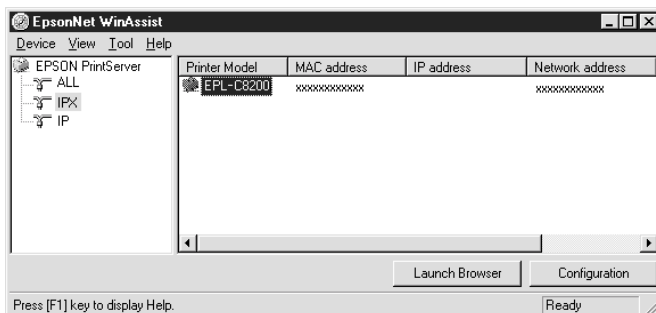 EpsonNet WinAssist
Device View Tool Help
EPSON PrintServer
ALL
IPX
IP
Printer Model MAC address IP address Network address
EPL-C8200 xxxxxxxxxxxx xxxxxxxxxxxx
Launch Browser Configuration
Press [F1] key to display Help. Ready